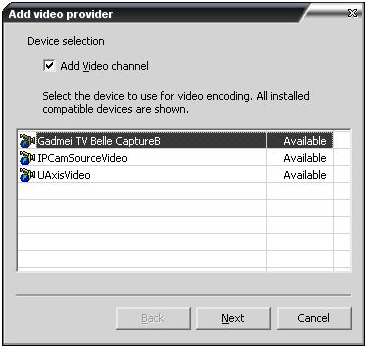 Add video provider
Device selection
Add Video channel
Select the device to use for video encoding. All installed
compatible devices are shown.
Gadmei TV Belle CaptureB Available
IPCamSourceVideo Available
UAxisVideo Available
Back Next Cancel